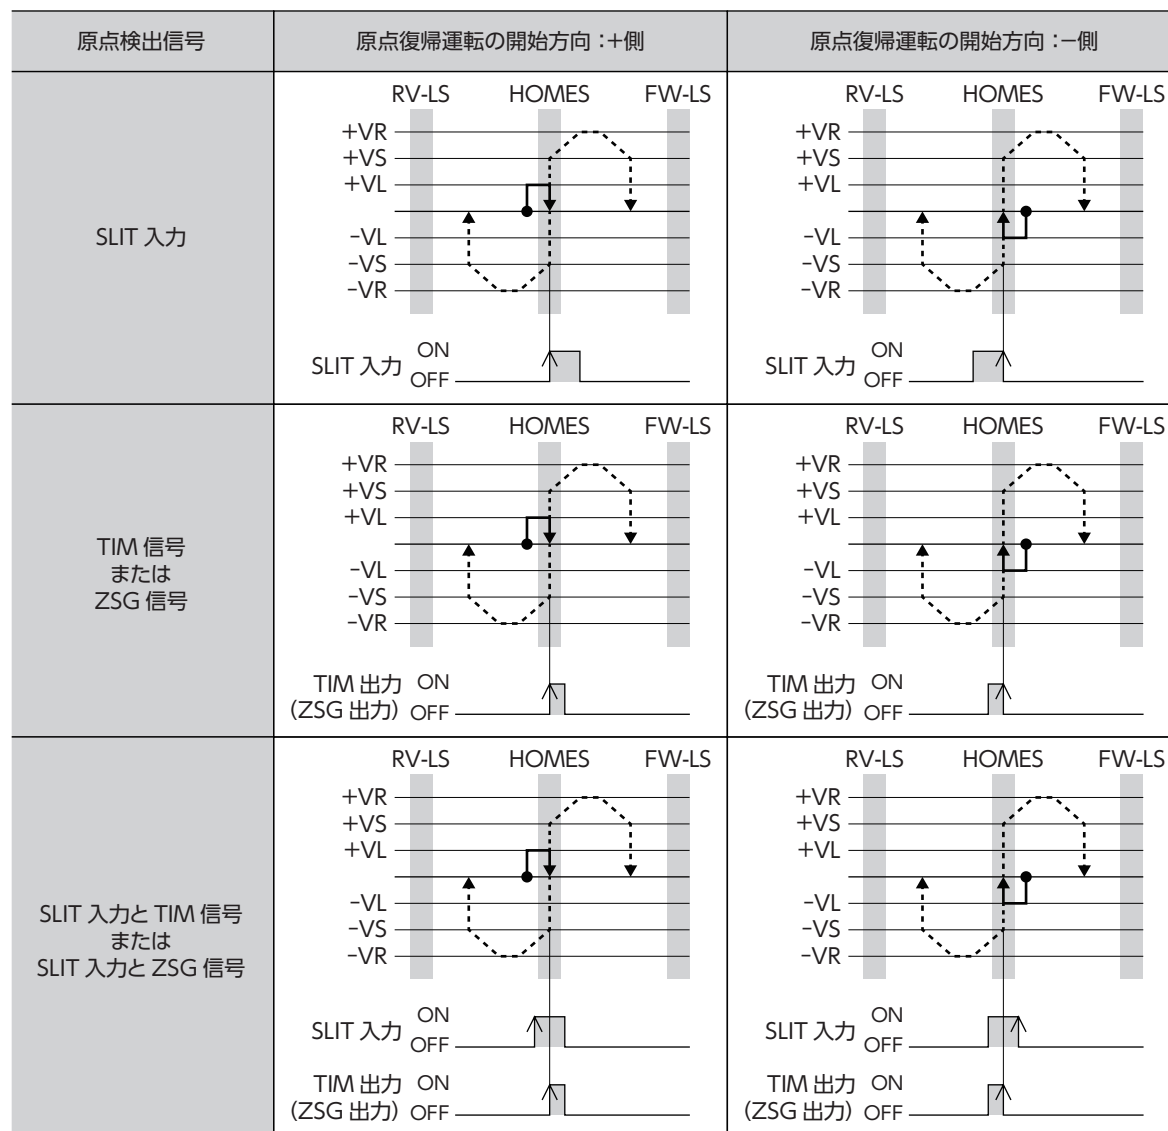 原点検出信号
原点復帰運転の開始方向：+側
原点復帰運転の開始方向：−側
SLIT 入力
RV-LS HOMES FW-LS
+VR
+VS
+VL
−VL
−VS
−VR
SLIT 入力 ON
OFF
RV-LS HOMES FW-LS
+VR
+VS
+VL
−VL
−VS
−VR
SLIT 入力 ON
OFF
TIM 信号
または
ZSG 信号
RV-LS HOMES FW-LS
+VR
+VS
+VL
−VL
−VS
−VR
TIM 出力 ON
(ZSG 出力) OFF
RV-LS HOMES FW-LS
+VR
+VS
+VL
−VL
−VS
−VR
TIM 出力 ON
(ZSG 出力) OFF
SLIT 入力と TIM 信号
または
SLIT 入力と ZSG 信号
RV-LS HOMES FW-LS
+VR
+VS
+VL
−VL
−VS
−VR
SLIT 入力 ON
OFF
TIM 出力 ON
(ZSG 出力) OFF
RV-LS HOMES FW-LS
+VR
+VS
+VL
−VL
−VS
−VR
SLIT 入力 ON
OFF
TIM 出力 ON
(ZSG 出力) OFF